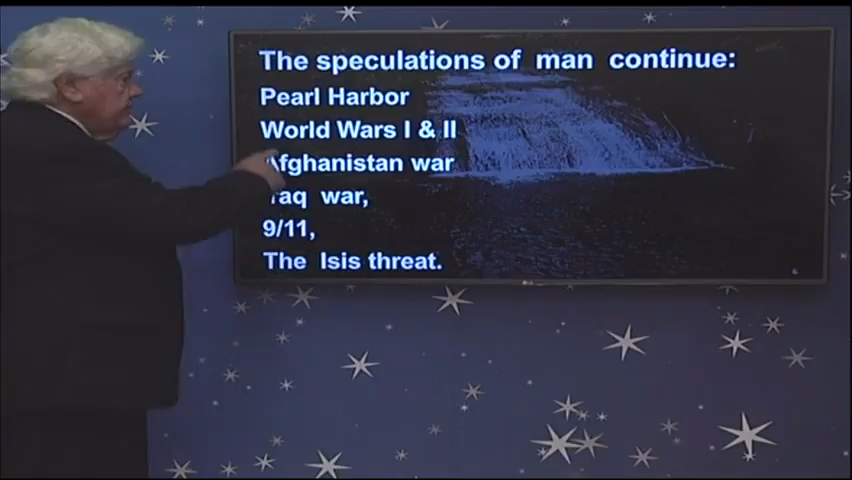 The speculations of man continue:
Pearl Harbor
World Wars I & II
Afghanistan war
Iraq war,
9/11,
The Isis threat.
LG